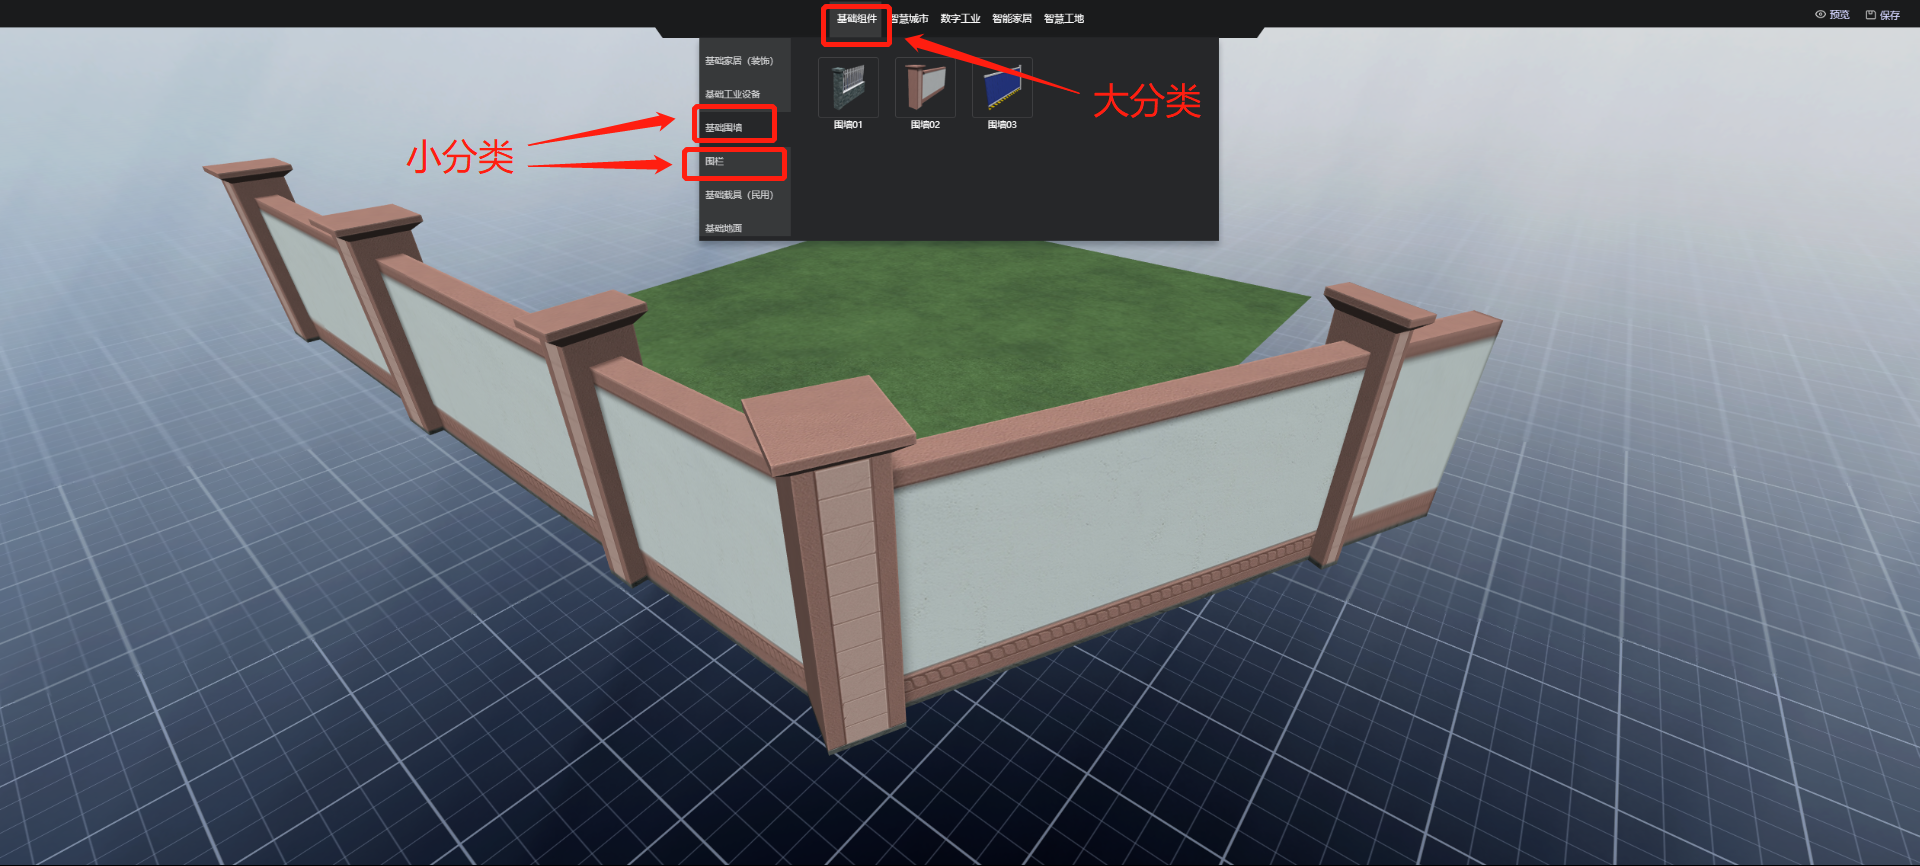 基础组件 智慧城市 数字工业 智能家居 智慧工地
预览 保存
基础家居（装饰）
基础工业设备
基础围墙
围栏
基础载具（民用）
基础地面
围墙01 围墙02 围墙03
大分类
小分类